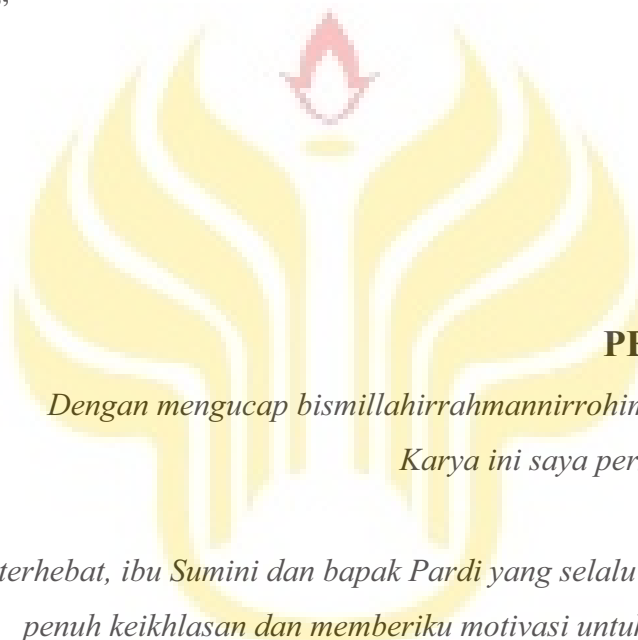 ”
PE
Dengan mengucap bismillahirrahmannirrohim
Karya ini saya per
terhebat, ibu Sumini dan bapak Pardi yang selalu
penuh keikhlasan dan memberiku motivasi untuk